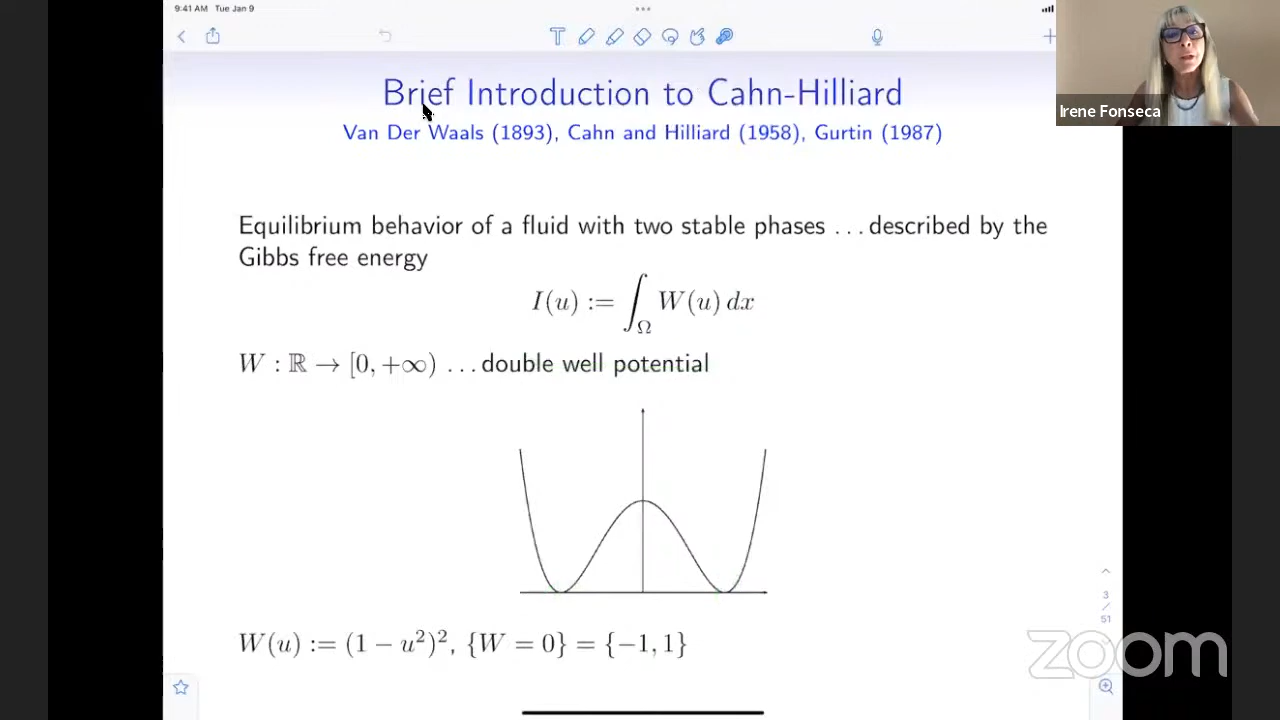 9:41 AM Tue Jan 9
Brief Introduction to Cahn-Hilliard
Van Der Waals (1893), Cahn and Hilliard (1958), Gurtin (1987)
Irene Fonseca
Equilibrium behavior of a fluid with two stable phases ... described by the
Gibbs free energy
I(u) := ∫_Ω W(u) dx
W : ℝ → [0, +∞) ... double well potential
W(u) := (1 − u²)², {W = 0} = {−1, 1}
3
/
51
zoom